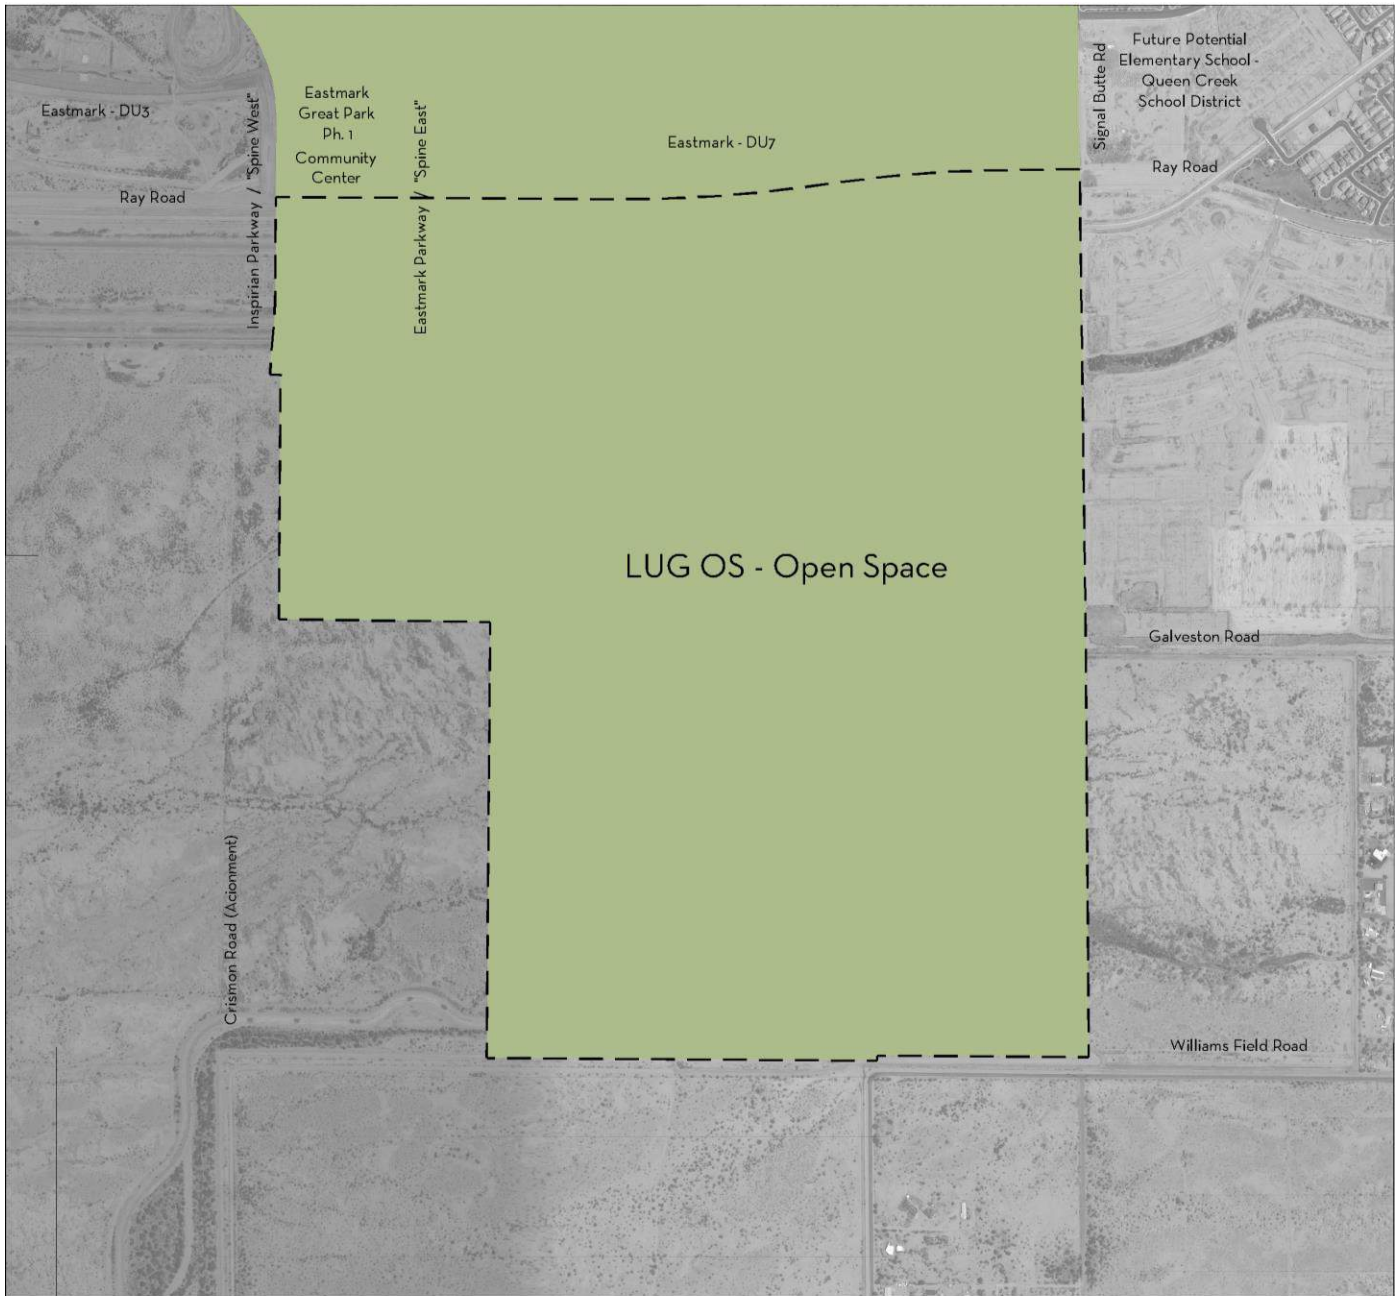 Eastmark - DU3
Ray Road
Inspirian Parkway / "Spine West"
Eastmark
Great Park
Ph. 1
Community
Center
Eastmark Parkway / "Spine East"
Eastmark - DU7
Signal Butte Rd
Future Potential
Elementary School -
Queen Creek
School District
Ray Road
LUG OS - Open Space
Galveston Road
Crismon Road (Acionment)
Williams Field Road